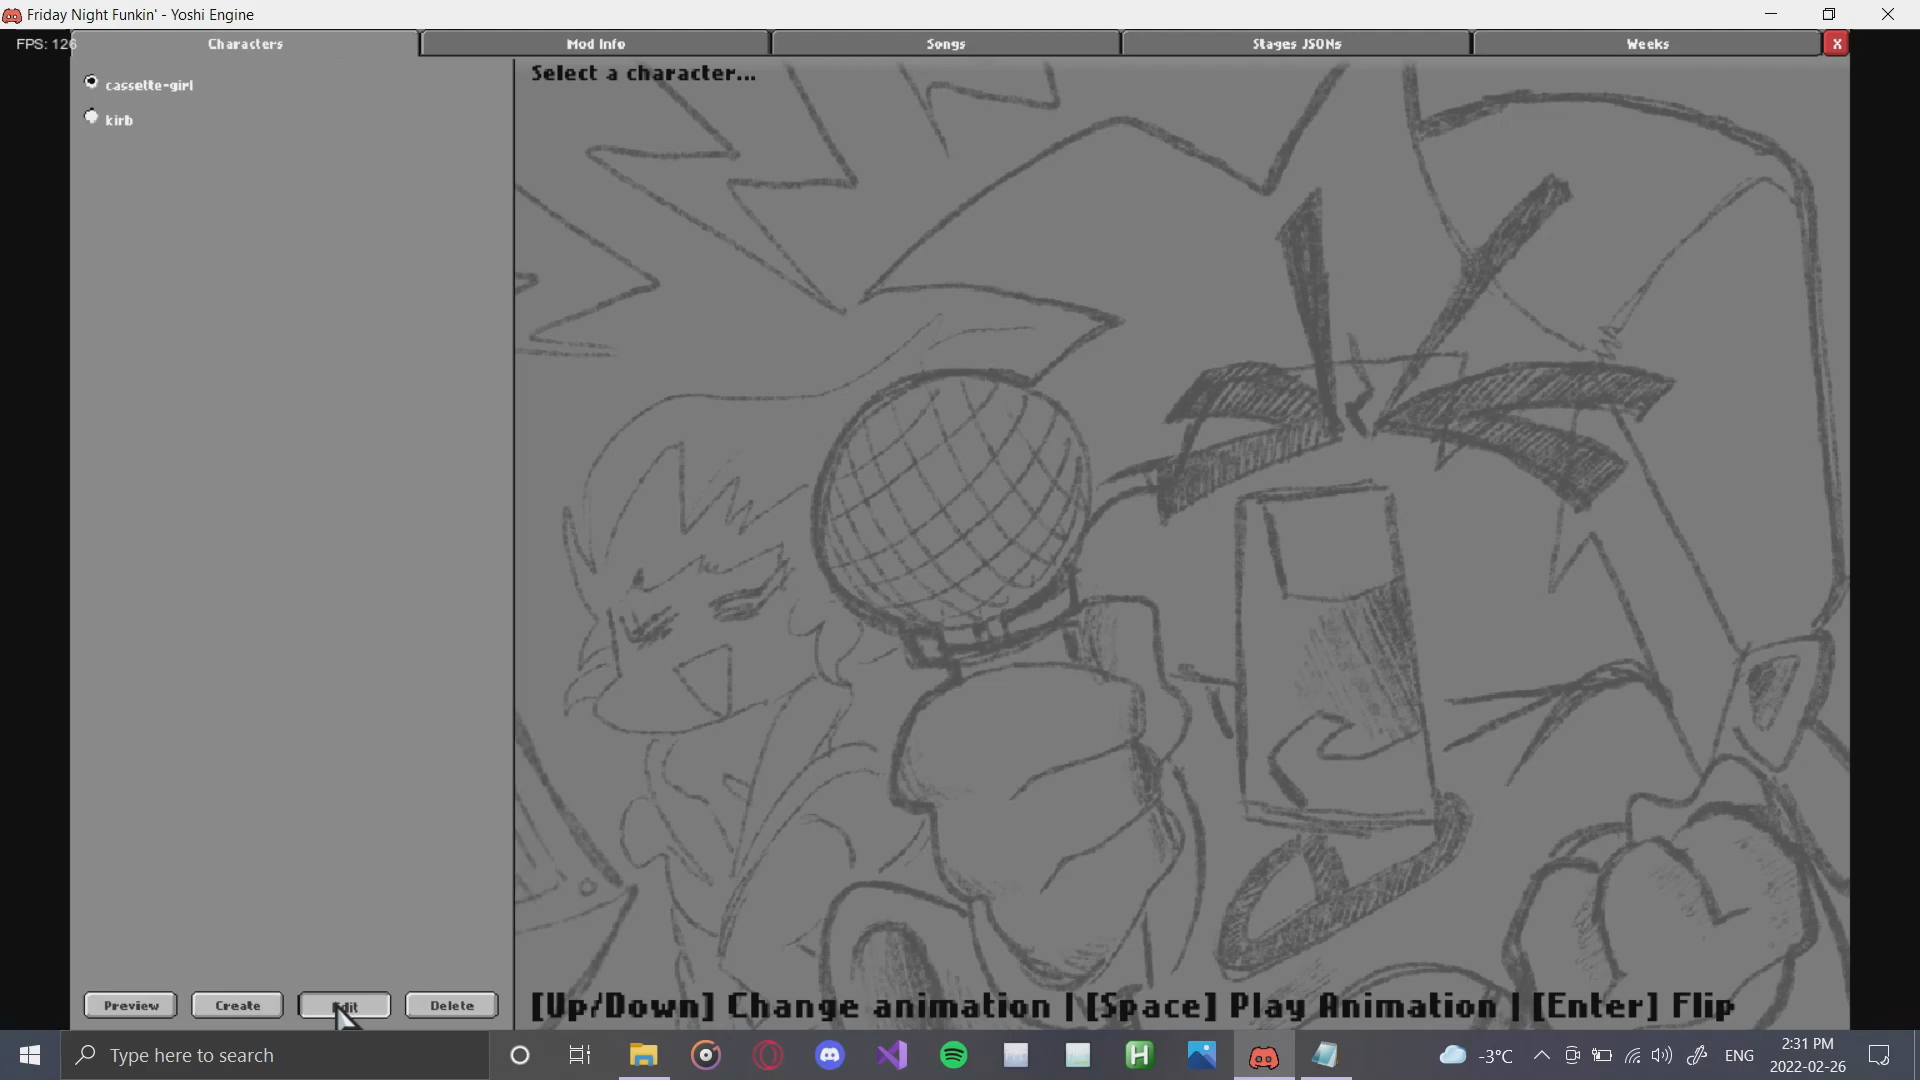 Friday Night Funkin' - Yoshi Engine
FPS: 126
Characters
Mod Info
Songs
Stages JSONs
Weeks
X
cassette-girl
kirb
Select a character...
Preview
Create
Edit
Delete
[Up/Down] Change animation | [Space] Play Animation | [Enter] Flip
Type here to search
-3°C
ENG
2:31 PM
2022-02-26